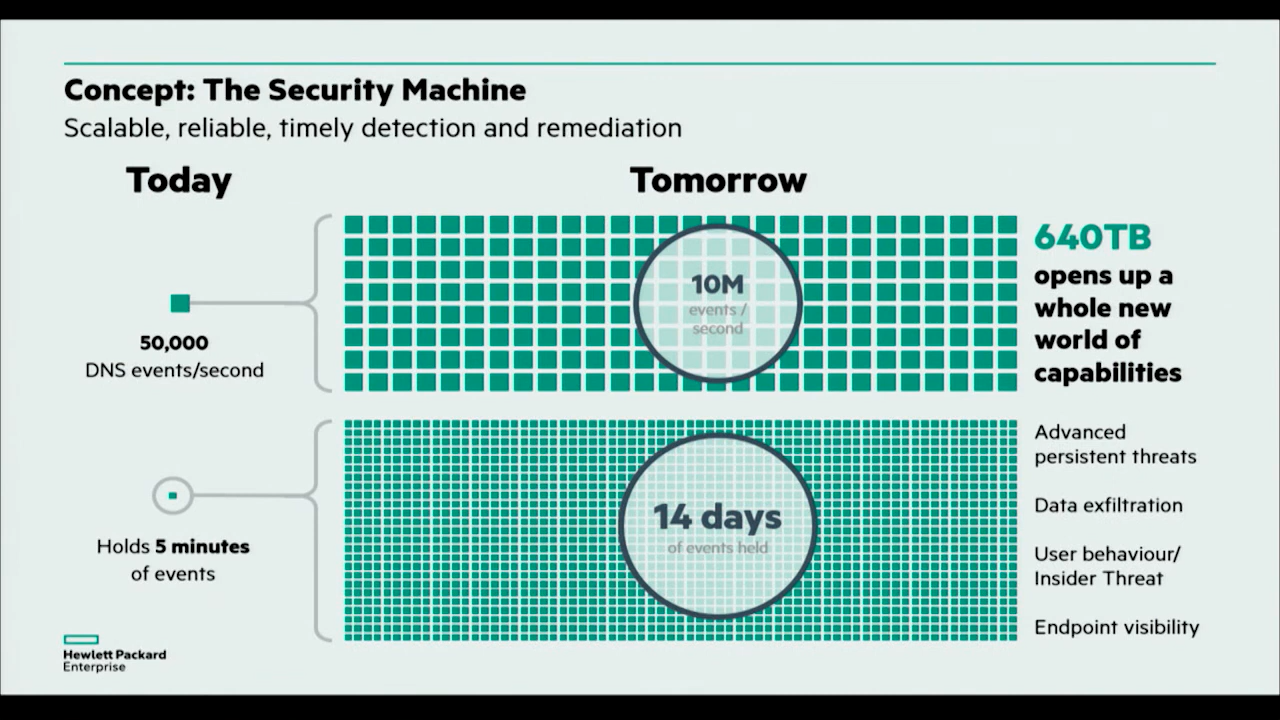 Concept: The Security Machine
Scalable, reliable, timely detection and remediation
Today
Tomorrow
50,000
DNS events/second
10M
events /
second
640TB
opens up a
whole new
world of
capabilities
Holds 5 minutes
of events
14 days
of events held
Advanced
persistent threats
Data exfiltration
User behaviour/
Insider Threat
Endpoint visibility
Hewlett Packard
Enterprise